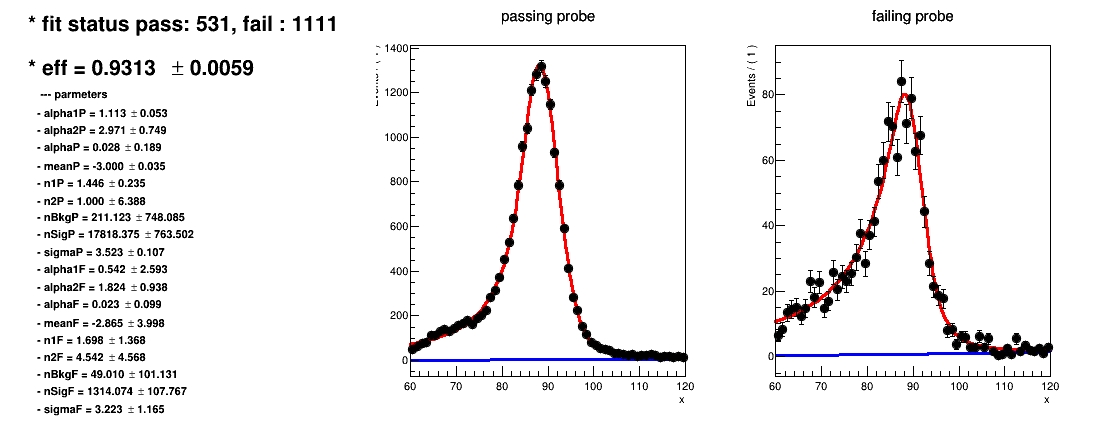 * fit status pass: 531, fail : 1111
* eff = 0.9313 ± 0.0059
--- parmeters
- alpha1P = 1.113 ± 0.053
- alpha2P = 2.971 ± 0.749
- alphaP = 0.028 ± 0.189
- meanP = -3.000 ± 0.035
- n1P = 1.446 ± 0.235
- n2P = 1.000 ± 6.388
- nBkgP = 211.123 ± 748.085
- nSigP = 17818.375 ± 763.502
- sigmaP = 3.523 ± 0.107
- alpha1F = 0.542 ± 2.593
- alpha2F = 1.824 ± 0.938
- alphaF = 0.023 ± 0.099
- meanF = -2.865 ± 3.998
- n1F = 1.698 ± 1.368
- n2F = 4.542 ± 4.568
- nBkgF = 49.010 ± 101.131
- nSigF = 1314.074 ± 107.767
- sigmaF = 3.223 ± 1.165
passing probe
Events / ( 1 )
1400
1200
1000
800
600
400
200
0
60 70 80 90 100 110 120
x
failing probe
Events / ( 1 )
80
60
40
20
0
60 70 80 90 100 110 120
x